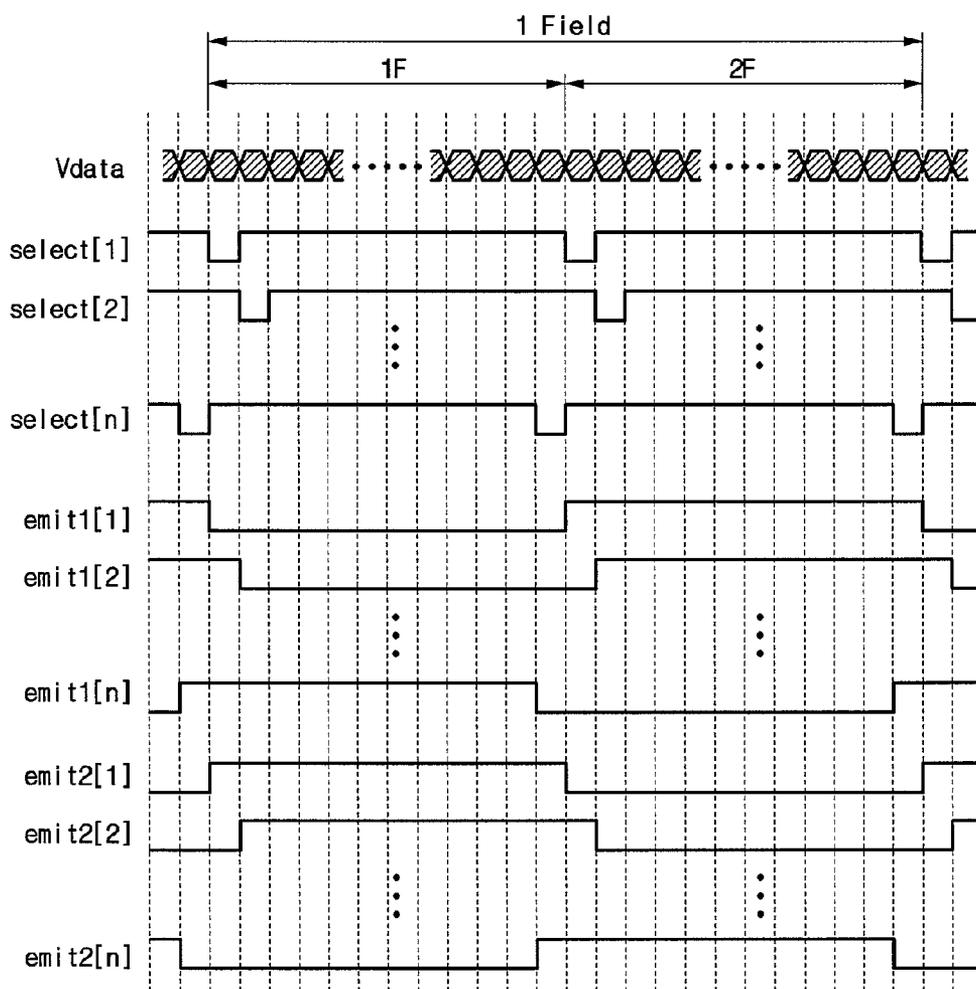 1 Field
1F
2F
Vdata
select[1]
select[2]
select[n]
emit1[1]
emit1[2]
emit1[n]
emit2[1]
emit2[2]
emit2[n]